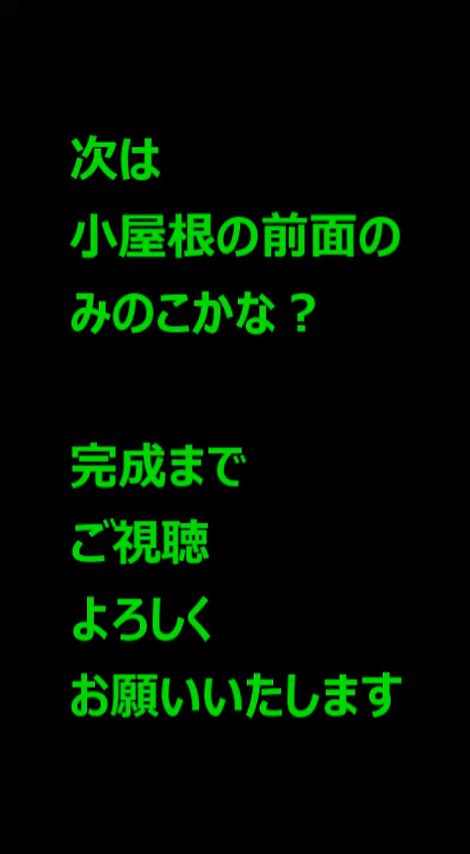 次は
小屋根の前面の
みのこかな？
完成まで
ご視聴
よろしく
お願いいたします